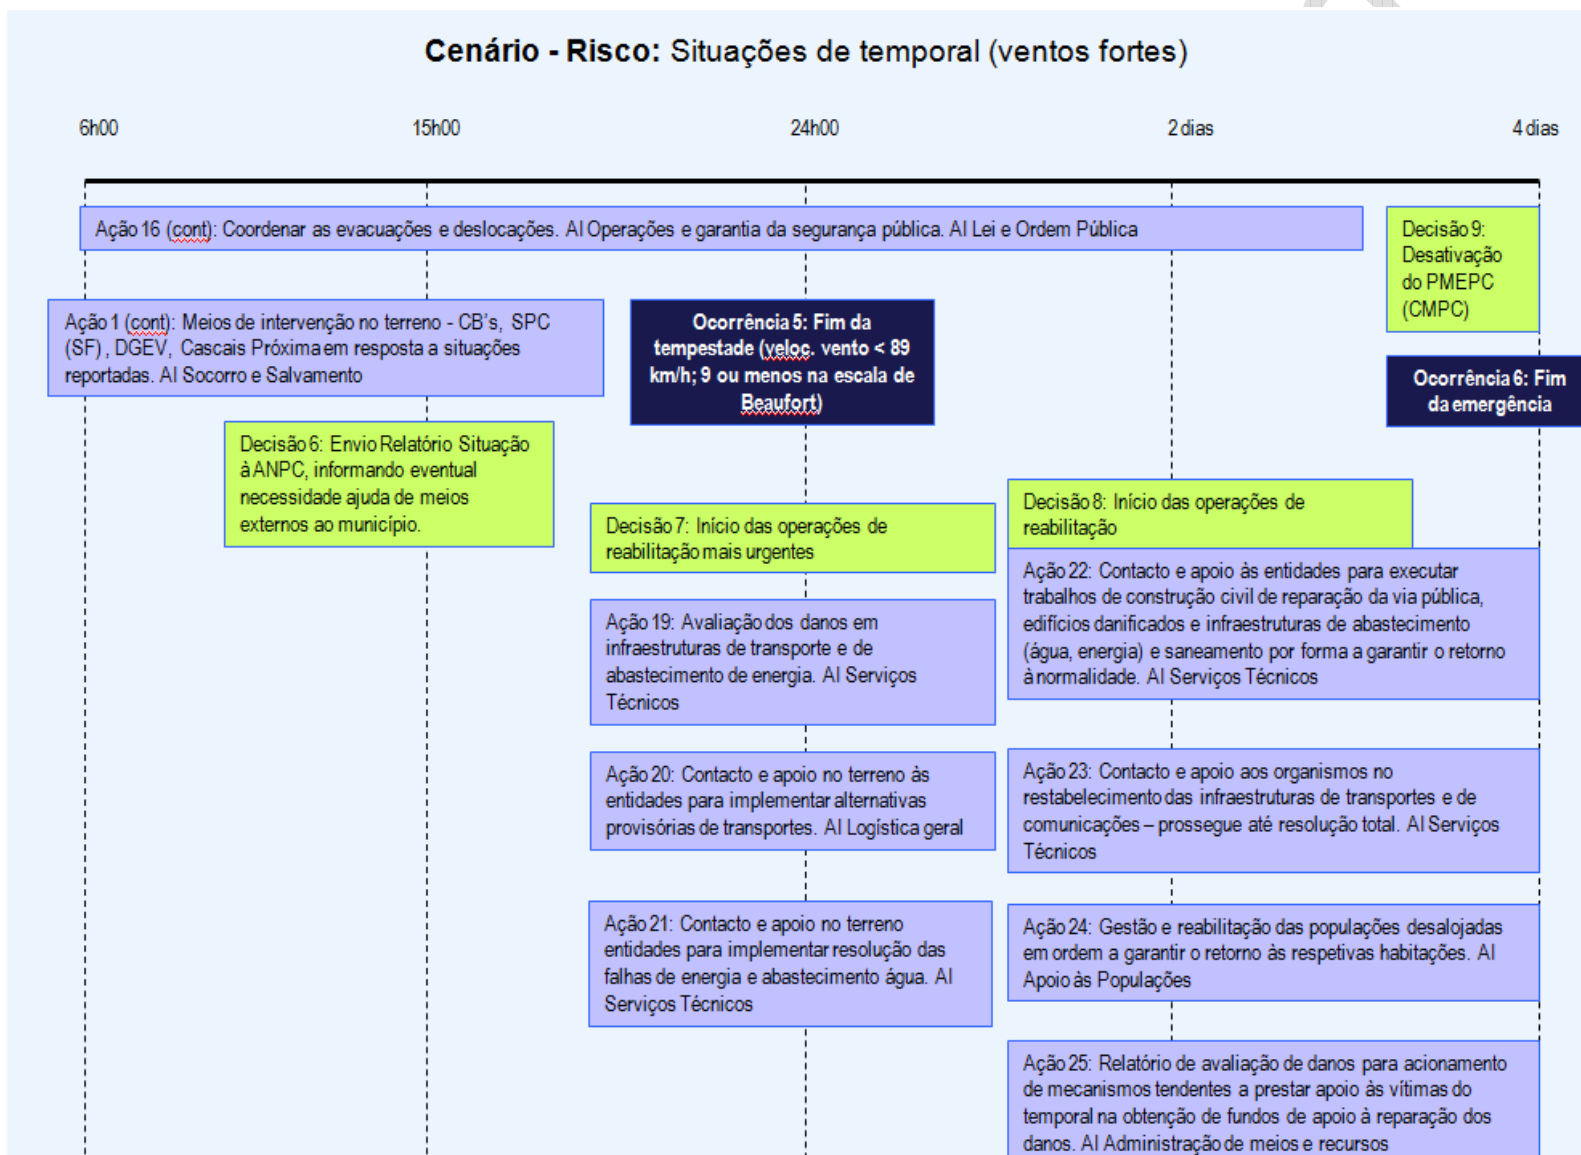 Cenário - Risco: Situações de temporal (ventos fortes)
6h00
15h00
24h00
2 dias
4 dias
Ação 16 (cont): Coordenar as evacuações e deslocações. AI Operações e garantia da segurança pública. AI Lei e Ordem Pública
Decisão 9:
Desativação
do PMEPC
(CMPC)
Ação 1 (cont): Meios de intervenção no terreno - CB's, SPC
(SF) , DGEV, Cascais Próxima em resposta a situações
reportadas. AI Socorro e Salvamento
Ocorrência 5: Fim da
tempestade (veloc. vento < 89
km/h; 9 ou menos na escala de
Beaufort)
Ocorrência 6: Fim
da emergência
Decisão 6: Envio Relatório Situação
à ANPC, informando eventual
necessidade ajuda de meios
externos ao município.
Decisão 7: Início das operações de
reabilitação mais urgentes
Ação 19: Avaliação dos danos em
infraestruturas de transporte e de
abastecimento de energia. AI Serviços
Técnicos
Ação 20: Contacto e apoio no terreno às
entidades para implementar alternativas
provisórias de transportes. AI Logística geral
Ação 21: Contacto e apoio no terreno
entidades para implementar resolução das
falhas de energia e abastecimento água. AI
Serviços Técnicos
Decisão 8: Início das operações de
reabilitação
Ação 22: Contacto e apoio às entidades para executar
trabalhos de construção civil de reparação da via pública,
edifícios danificados e infraestruturas de abastecimento
(água, energia) e saneamento por forma a garantir o retorno
à normalidade. AI Serviços Técnicos
Ação 23: Contacto e apoio aos organismos no
restabelecimento das infraestruturas de transportes e de
comunicações – prossegue até resolução total. AI Serviços
Técnicos
Ação 24: Gestão e reabilitação das populações desalojadas
em ordem a garantir o retorno às respetivas habitações. AI
Apoio às Populações
Ação 25: Relatório de avaliação de danos para acionamento
de mecanismos tendentes a prestar apoio às vítimas do
temporal na obtenção de fundos de apoio à reparação dos
danos. AI Administração de meios e recursos